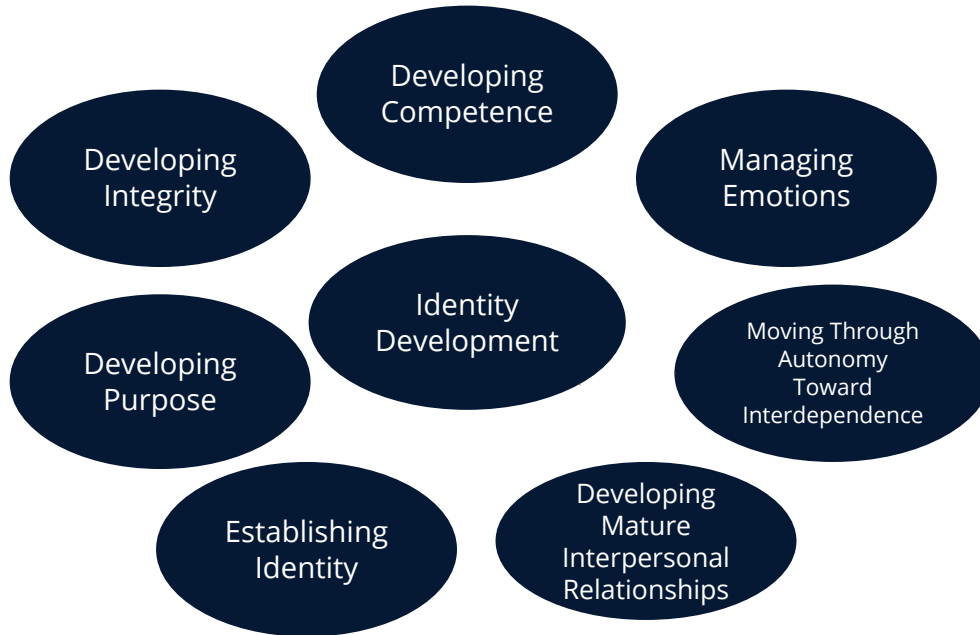 Developing
Competence
Developing
Integrity
Managing
Emotions
Identity
Development
Developing
Purpose
Moving Through
Autonomy
Toward
Interdependence
Establishing
Identity
Developing
Mature
Interpersonal
Relationships